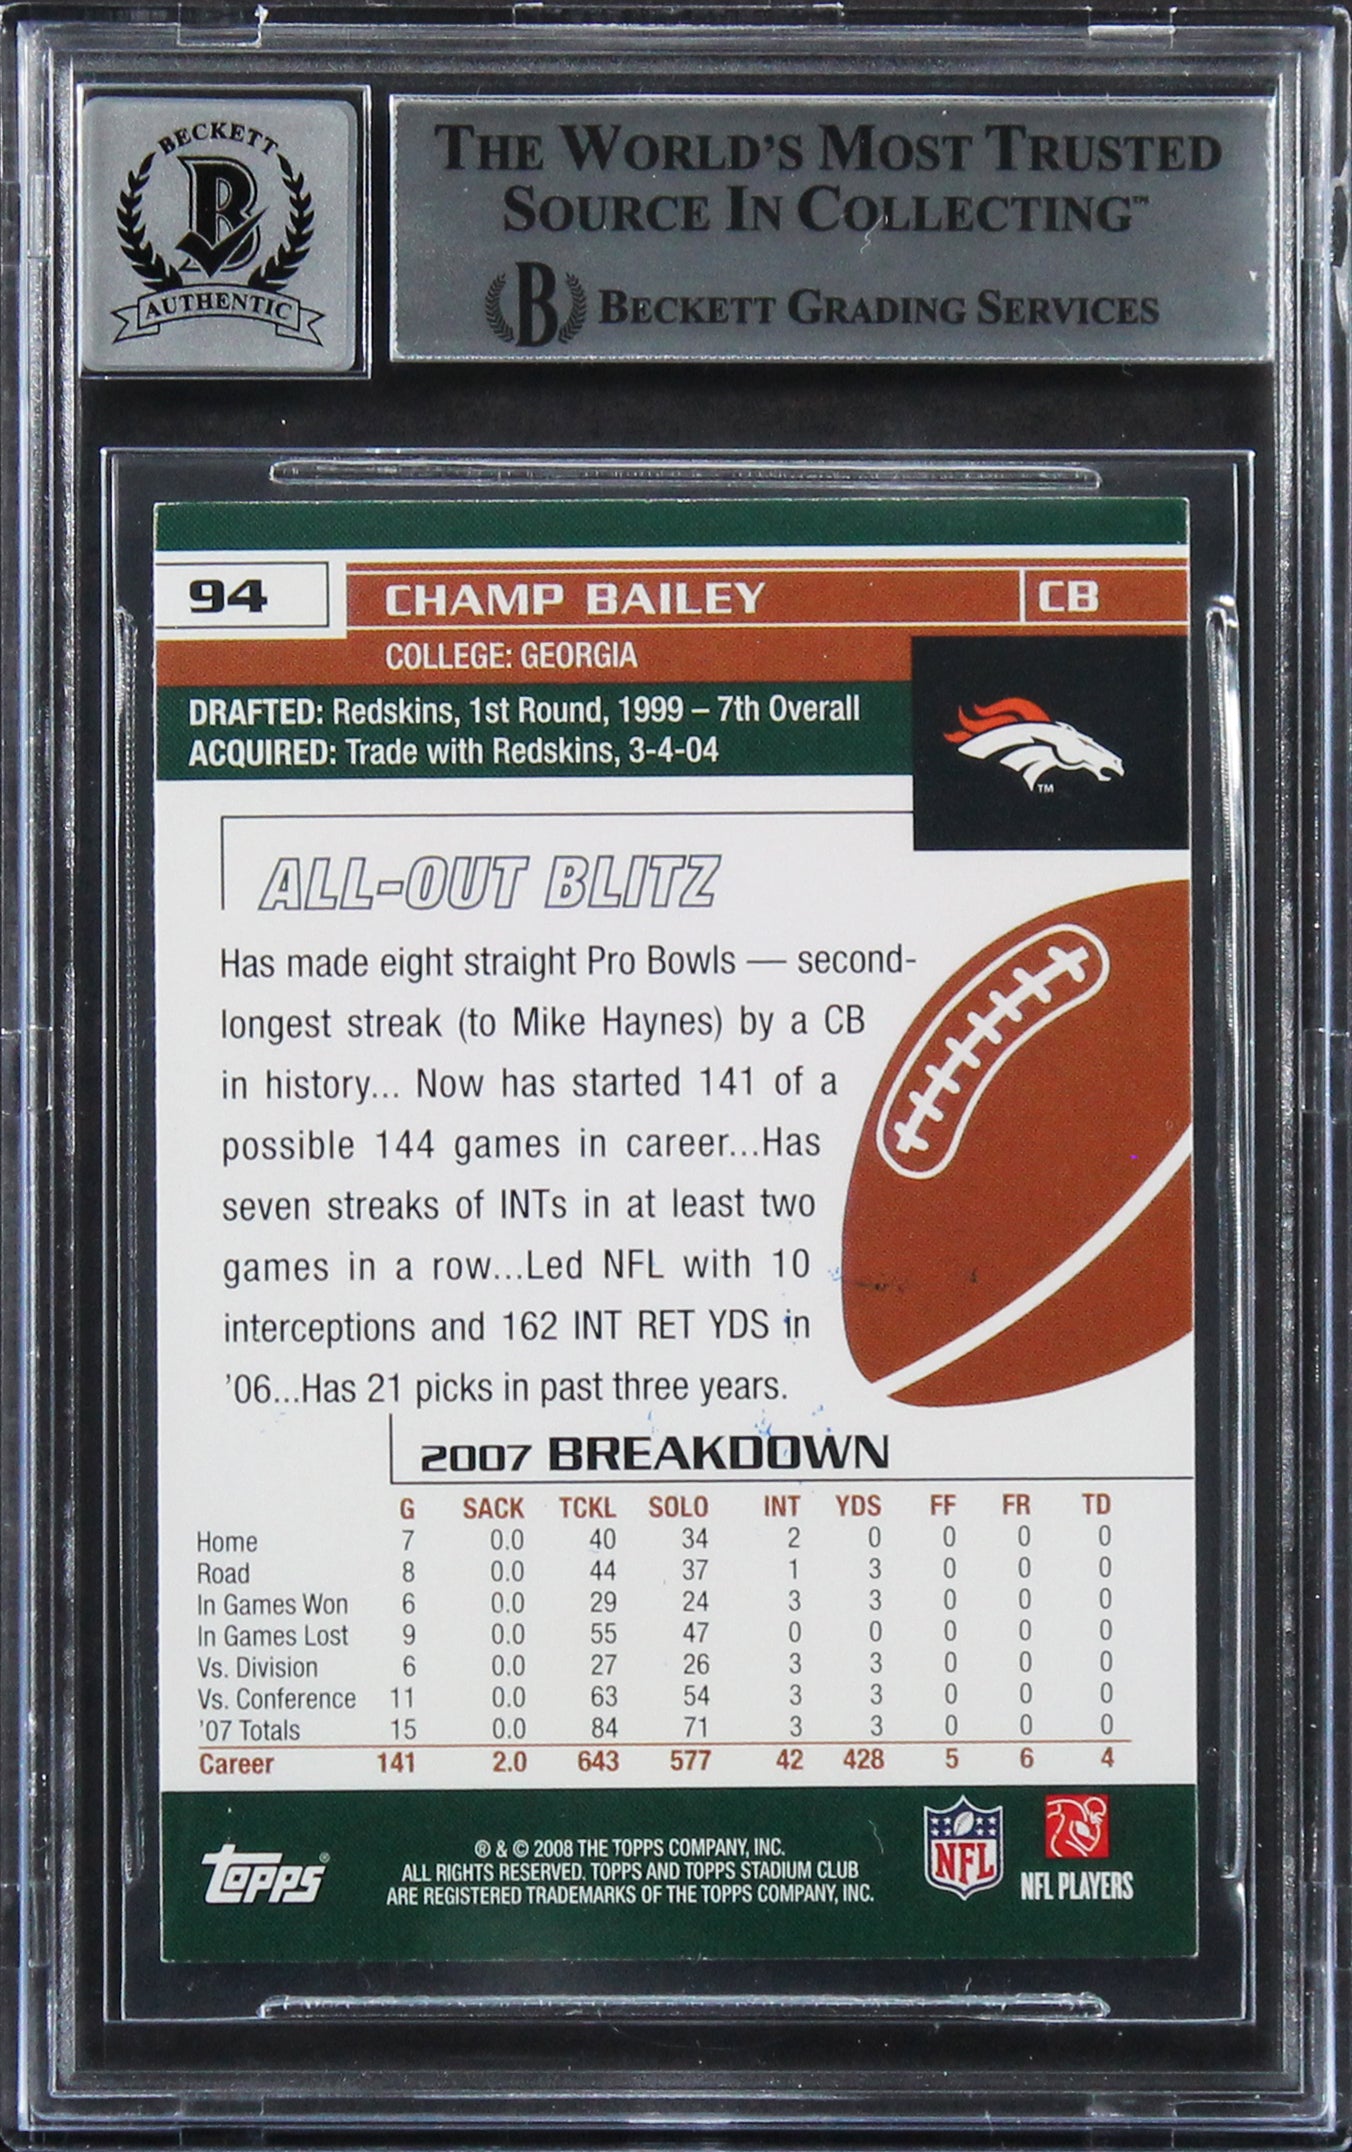 BECKETT
B
AUTHENTIC
THE WORLD'S MOST TRUSTED
SOURCE IN COLLECTING™
B BECKETT GRADING SERVICES
94 CHAMP BAILEY CB
COLLEGE: GEORGIA
DRAFTED: Redskins, 1st Round, 1999 – 7th Overall
ACQUIRED: Trade with Redskins, 3-4-04
TM
ALL-OUT BLITZ
Has made eight straight Pro Bowls — second-
longest streak (to Mike Haynes) by a CB
in history... Now has started 141 of a
possible 144 games in career...Has
seven streaks of INTs in at least two
games in a row...Led NFL with 10
interceptions and 162 INT RET YDS in
'06...Has 21 picks in past three years.
2007 BREAKDOWN
G SACK TCKL SOLO INT YDS FF FR TD
Home 7 0.0 40 34 2 0 0 0 0
Road 8 0.0 44 37 1 3 0 0 0
In Games Won 6 0.0 29 24 3 3 0 0 0
In Games Lost 9 0.0 55 47 0 0 0 0 0
Vs. Division 6 0.0 27 26 3 3 0 0 0
Vs. Conference 11 0.0 63 54 3 3 0 0 0
'07 Totals 15 0.0 84 71 3 3 0 0 0
Career 141 2.0 643 577 42 428 5 6 4
topps®
® & © 2008 THE TOPPS COMPANY, INC.
ALL RIGHTS RESERVED. TOPPS AND TOPPS STADIUM CLUB
ARE REGISTERED TRADEMARKS OF THE TOPPS COMPANY, INC.
NFL
NFL PLAYERS